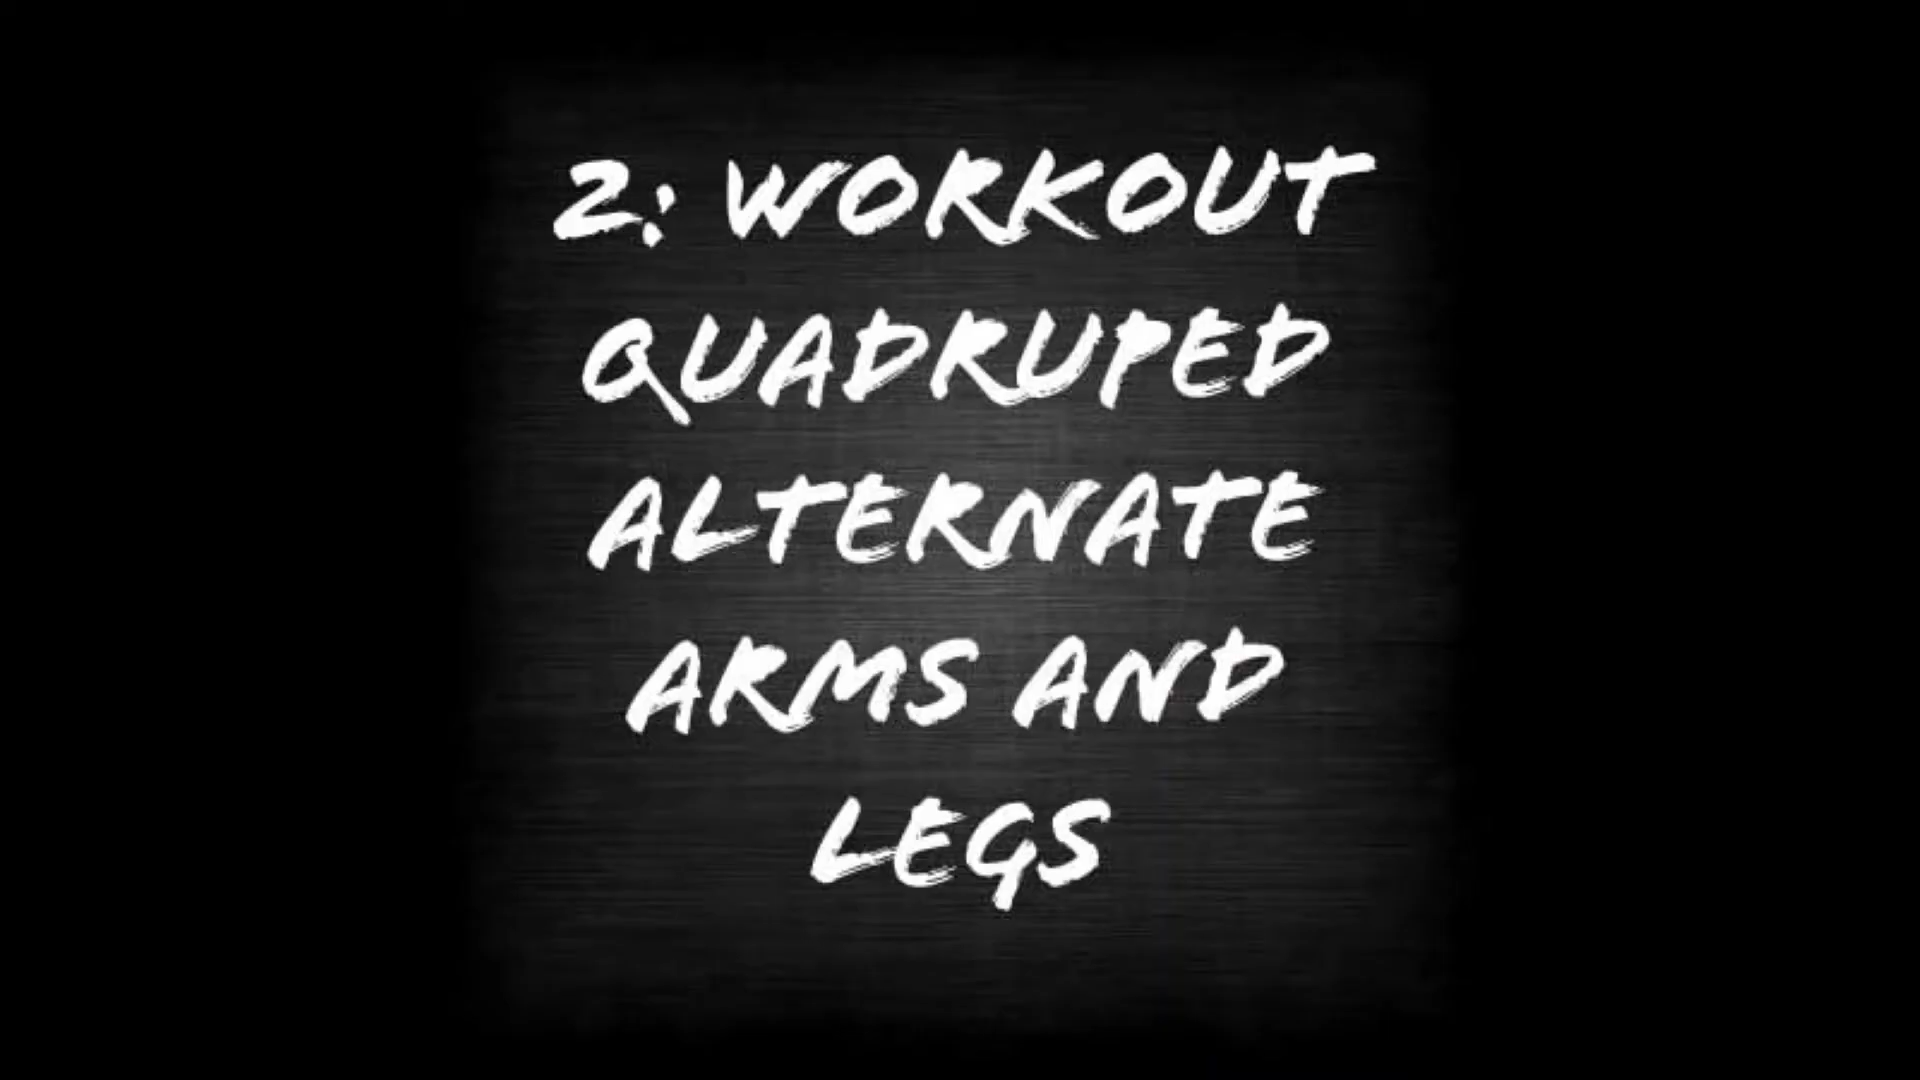 2: WORKOUT
QUADRUPED
ALTERNATE
ARMS AND
LEGS